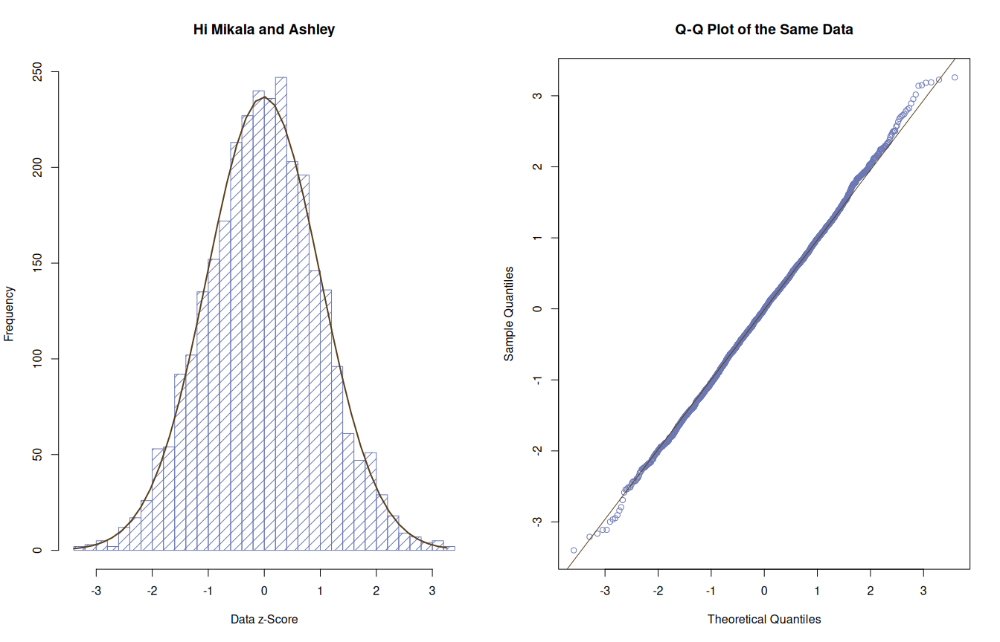 Hi Mikala and Ashley
Frequency
0
50
100
150
200
250
-3 -2 -1 0 1 2 3
Data z-Score
Q-Q Plot of the Same Data
Sample Quantiles
-3
-2
-1
0
1
2
3
-3 -2 -1 0 1 2 3
Theoretical Quantiles